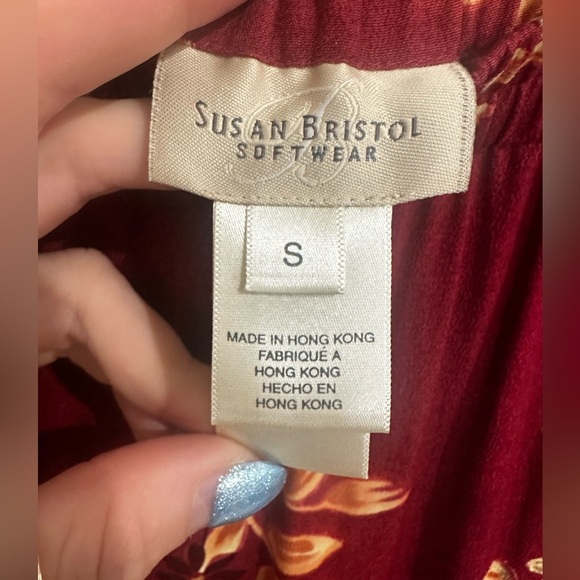 SUSAN BRISTOL
SOFTWEAR
S
MADE IN HONG KONG
FABRIQUÉ A
HONG KONG
HECHO EN
HONG KONG